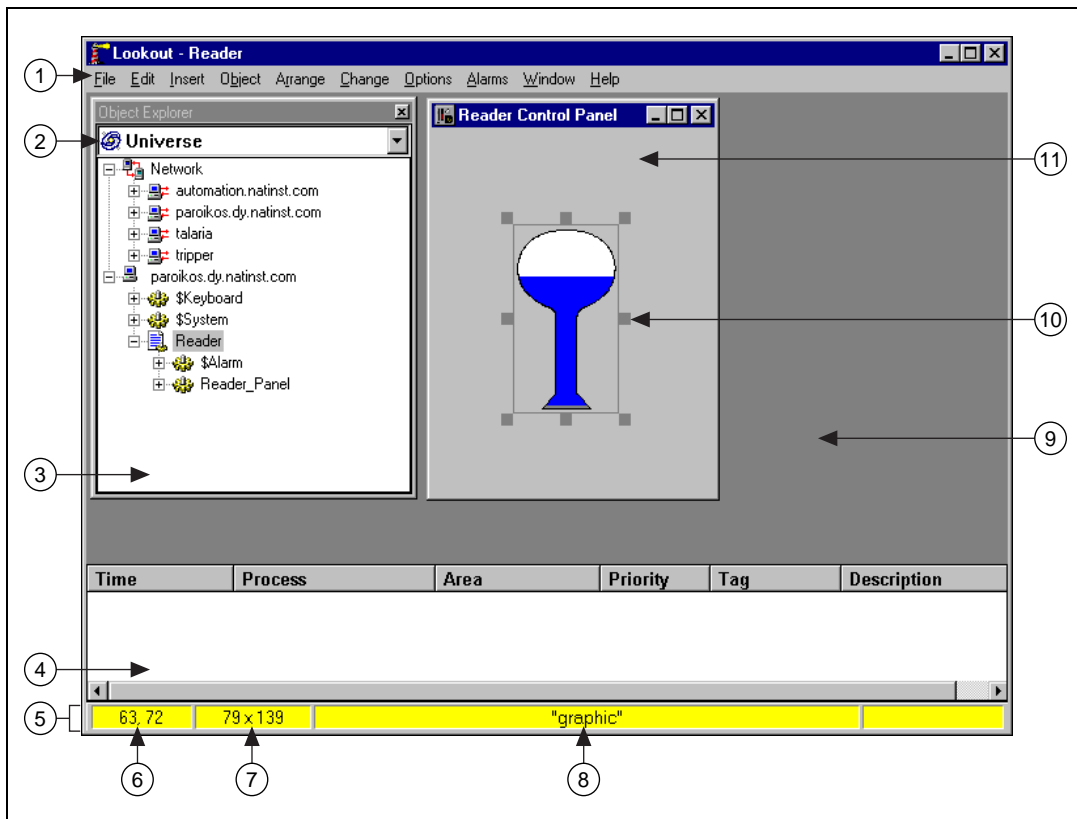 Lookout - Reader
1
File Edit Insert Object Arrange Change Options Alarms Window Help
Object Explorer
Reader Control Panel
2
Universe
11
Network
automation.natinst.com
paroikos.dy.natinst.com
talaria
tripper
paroikos.dy.natinst.com
$Keyboard
10
$System
Reader
$Alarm
Reader_Panel
9
3
Time Process Area Priority Tag Description
4
5
63, 72 79 x 139 "graphic"
6 7 8